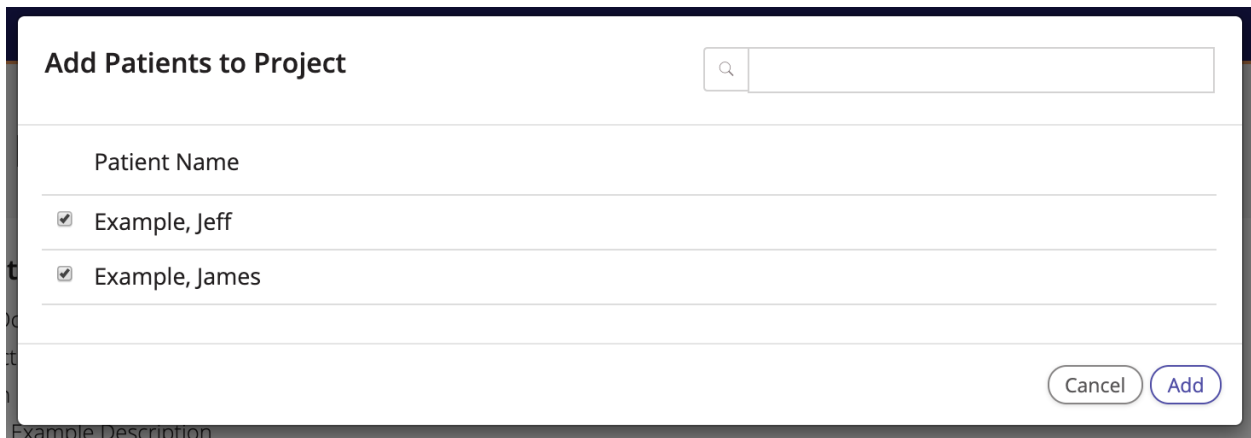 Add Patients to Project
Patient Name
Example, Jeff
Example, James
Cancel
Add
Example Description